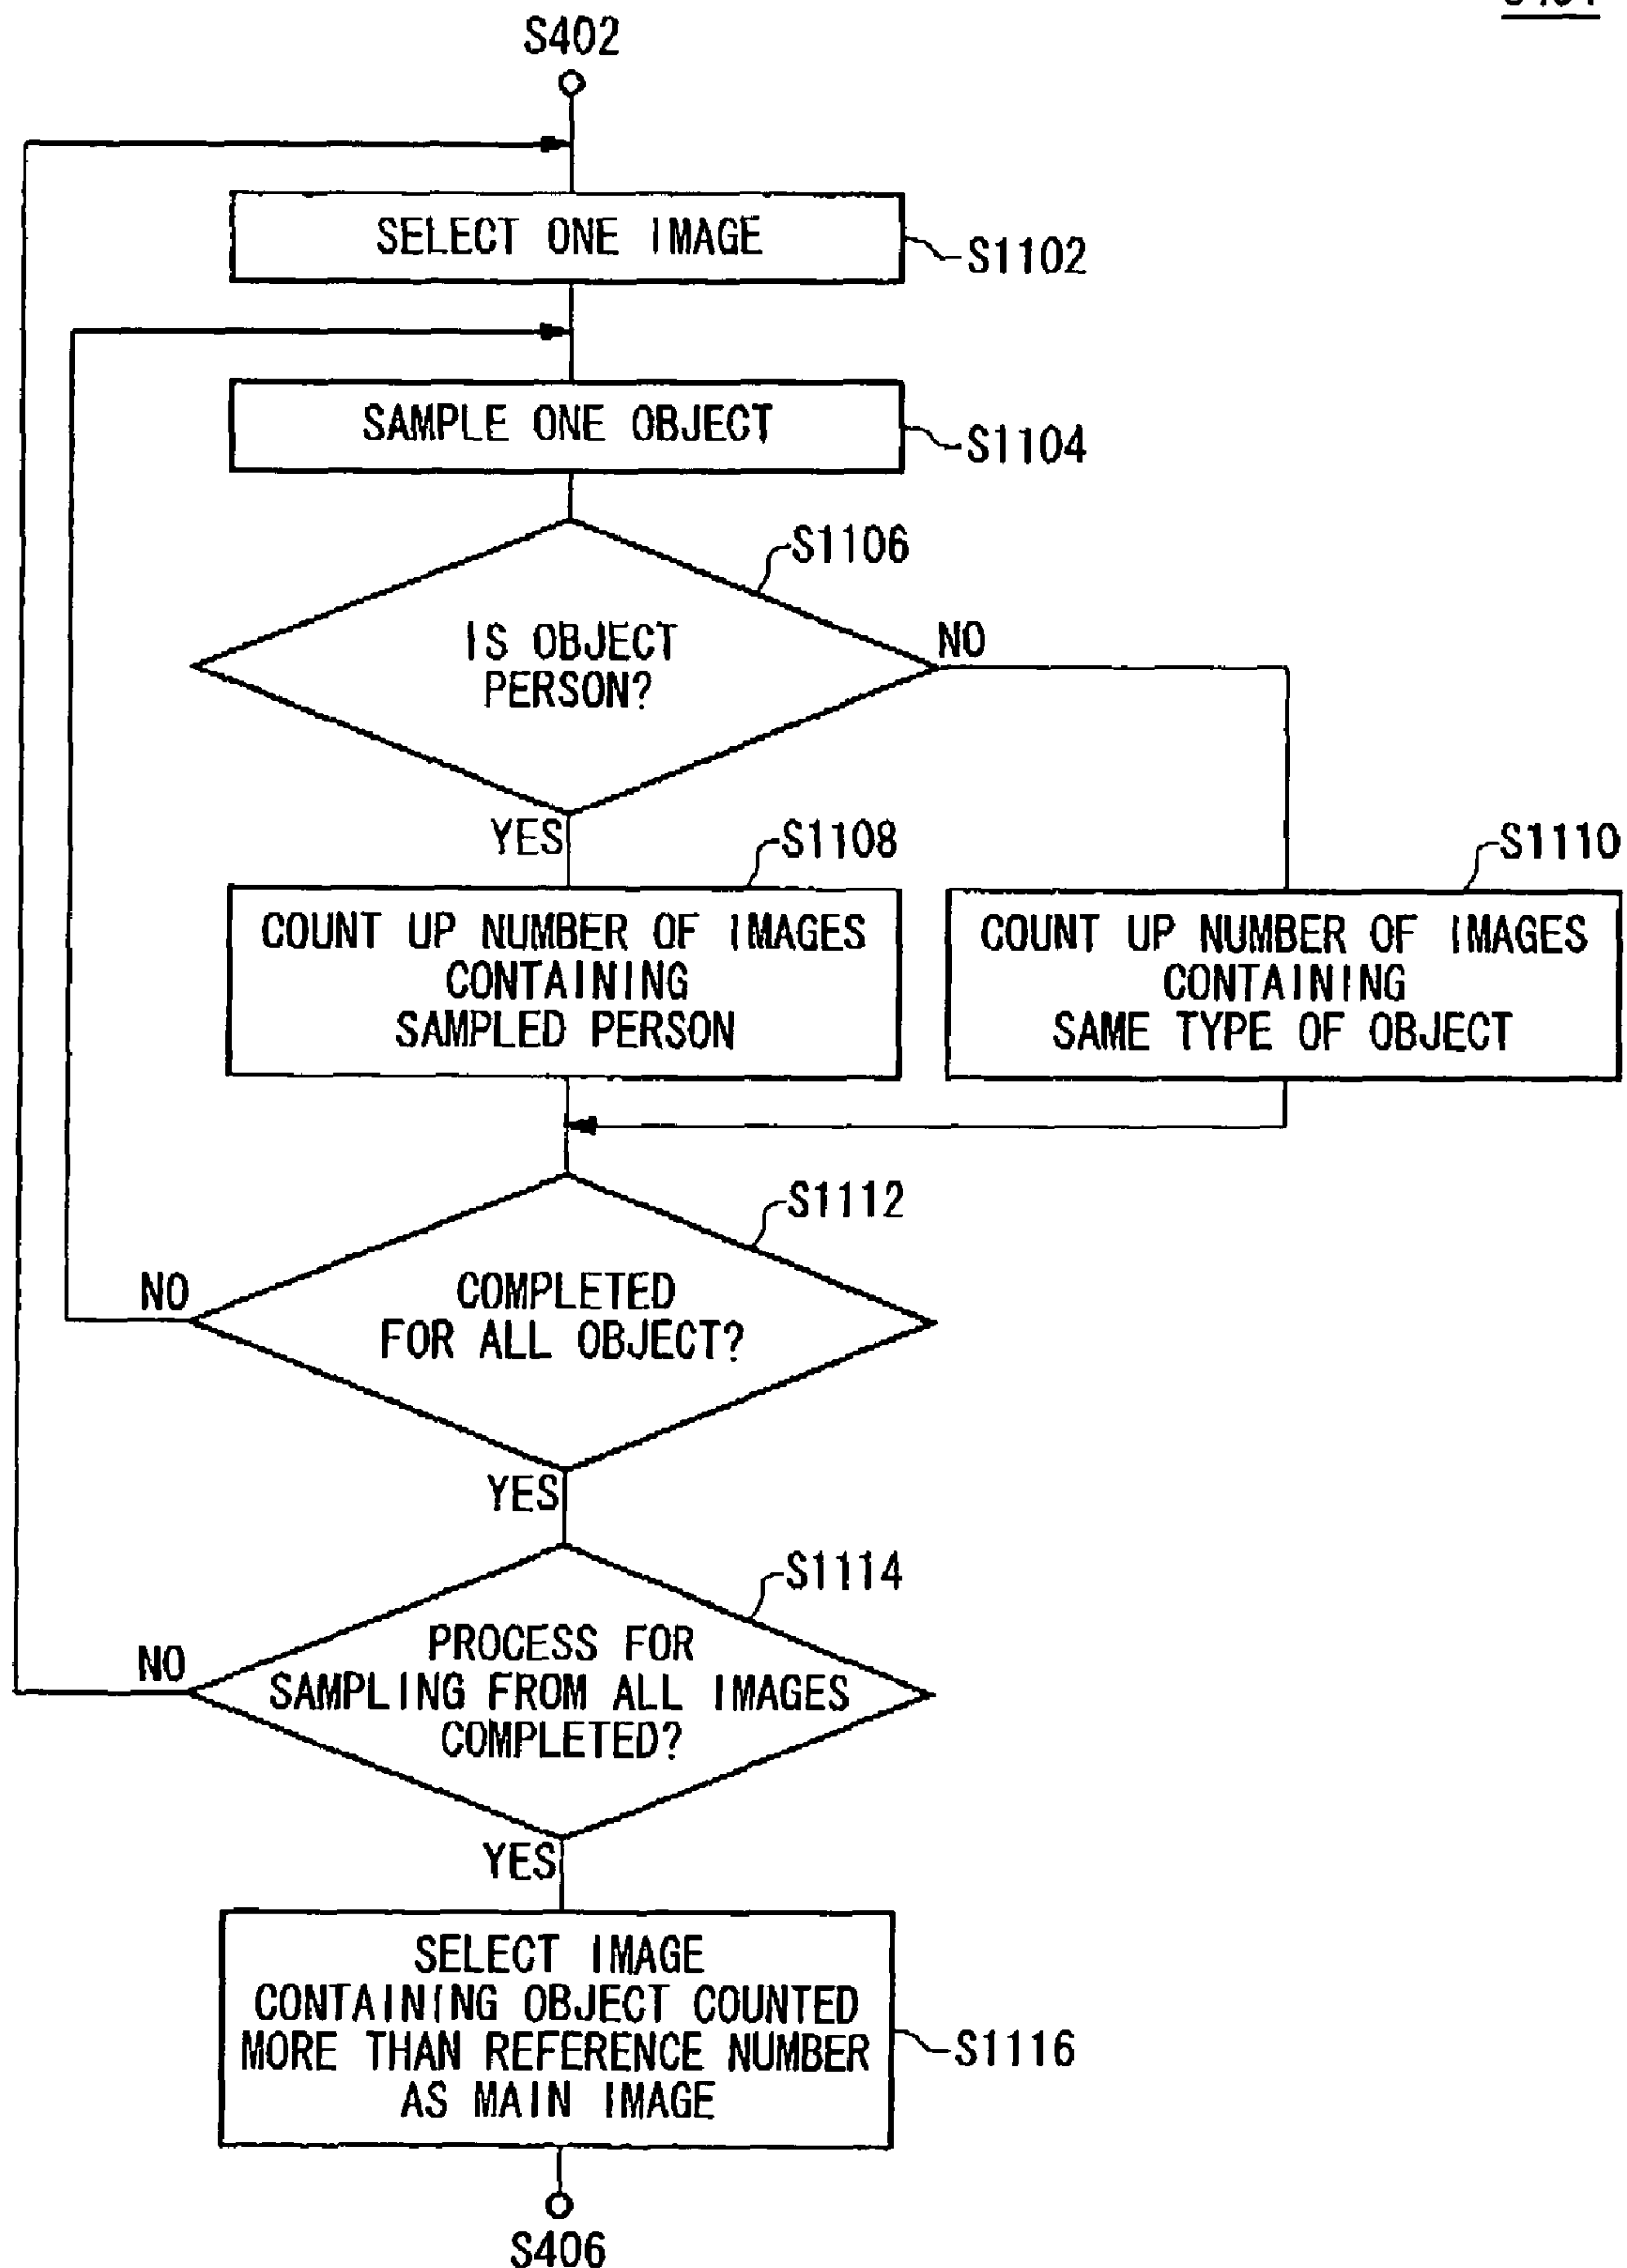 S402
SELECT ONE IMAGE
S1102
SAMPLE ONE OBJECT
S1104
S1106
IS OBJECT
PERSON?
NO
YES
S1108
COUNT UP NUMBER OF IMAGES
CONTAINING
SAMPLED PERSON
S1110
COUNT UP NUMBER OF IMAGES
CONTAINING
SAME TYPE OF OBJECT
S1112
COMPLETED
FOR ALL OBJECT?
NO
YES
S1114
PROCESS FOR
SAMPLING FROM ALL IMAGES
COMPLETED?
NO
YES
SELECT IMAGE
CONTAINING OBJECT COUNTED
MORE THAN REFERENCE NUMBER
AS MAIN IMAGE
S1116
S406